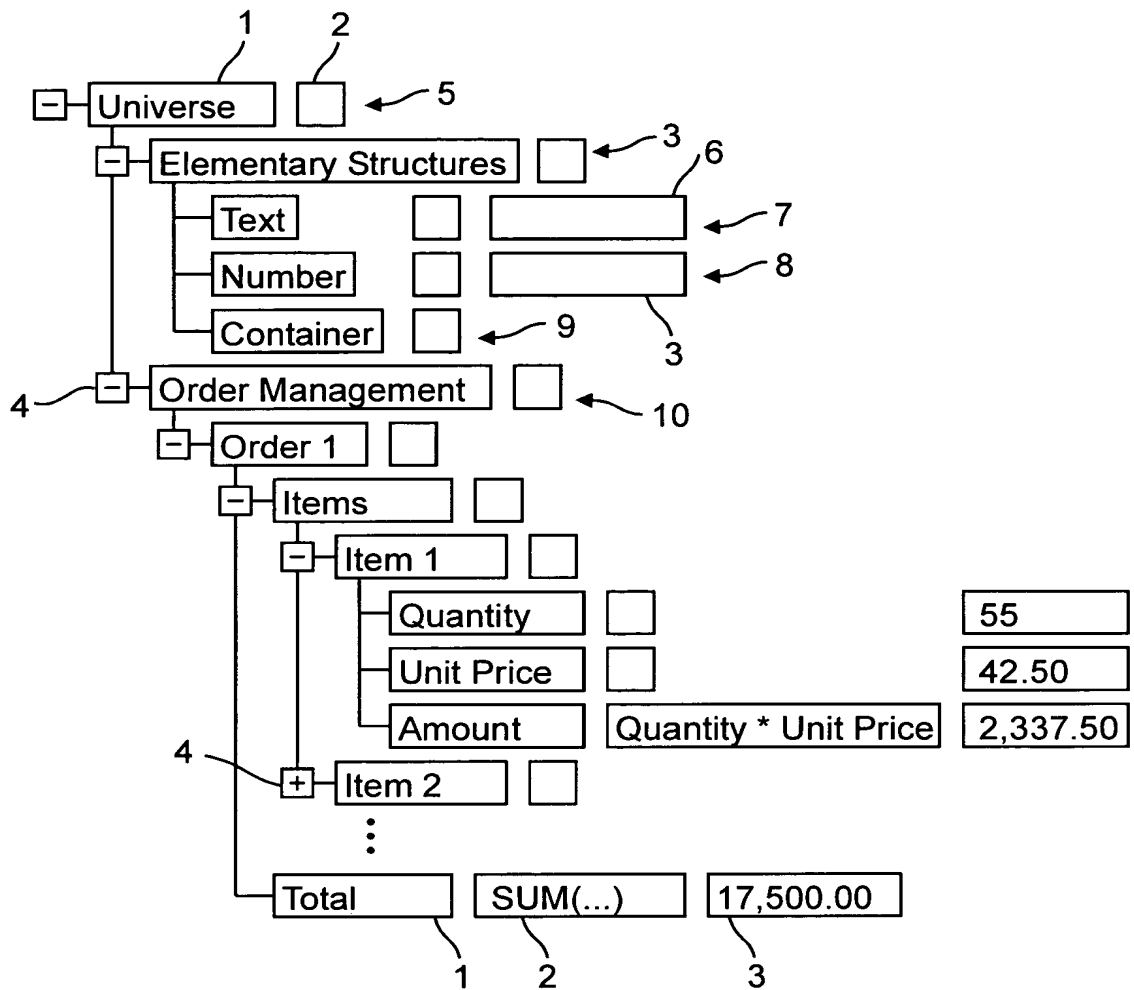 1 2
− Universe 5
− Elementary Structures 3
6
Text 7
Number 8
Container 9 3
4 − Order Management 10
− Order 1
− Items
− Item 1
Quantity 55
Unit Price 42.50
Amount Quantity * Unit Price 2,337.50
4 + Item 2
⋮
Total SUM(...) 17,500.00
1 2 3